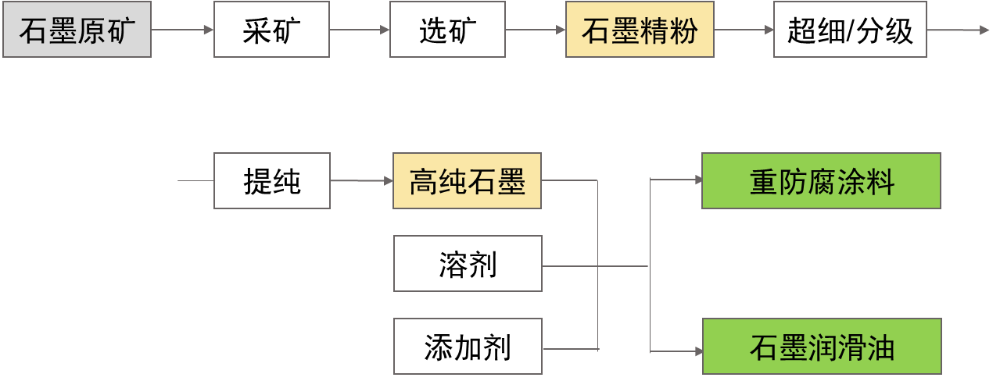 石墨原矿
采矿
选矿
石墨精粉
超细/分级
提纯
高纯石墨
重防腐涂料
溶剂
添加剂
石墨润滑油